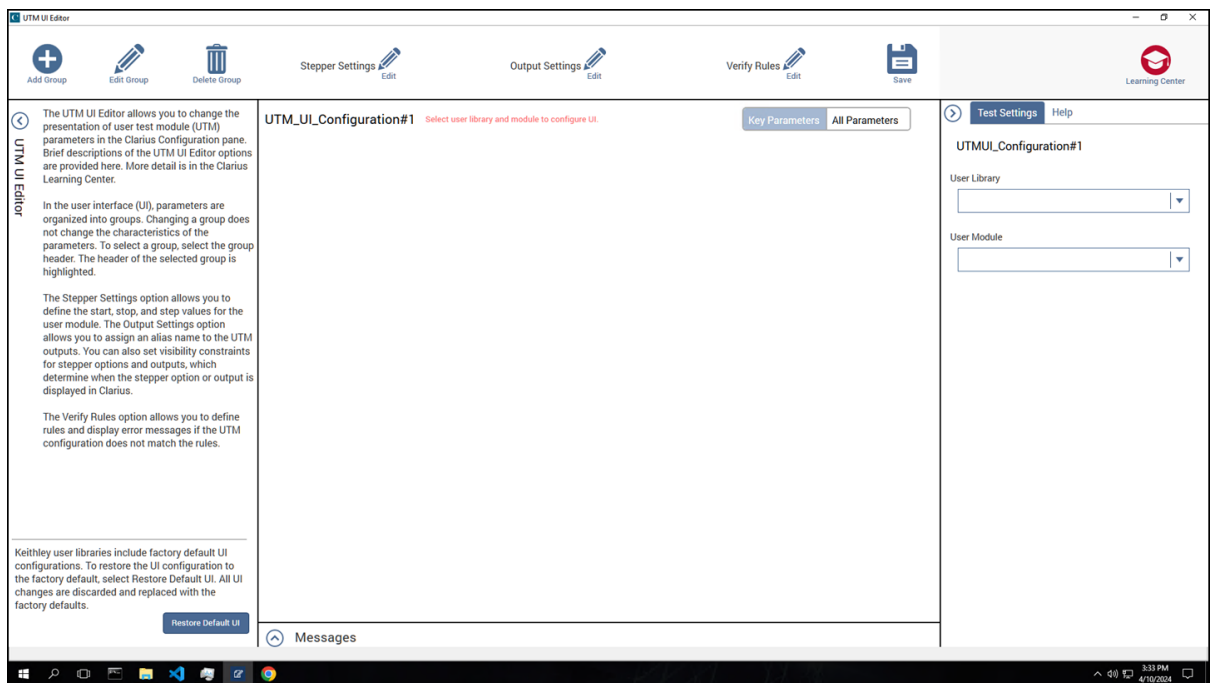 UTM UI Editor
Add Group
Edit Group
Delete Group
Stepper Settings
Edit
Output Settings
Edit
Verify Rules
Edit
Save
Learning Center
UTM UI Editor
The UTM UI Editor allows you to change the
presentation of user test module (UTM)
parameters in the Clarius Configuration pane.
Brief descriptions of the UTM UI Editor options
are provided here. More detail is in the Clarius
Learning Center.
In the user interface (UI), parameters are
organized into groups. Changing a group does
not change the characteristics of the
parameters. To select a group, select the group
header. The header of the selected group is
highlighted.
The Stepper Settings option allows you to
define the start, stop, and step values for the
user module. The Output Settings option
allows you to assign an alias name to the UTM
outputs. You can also set visibility constraints
for stepper options and outputs, which
determine when the stepper option or output is
displayed in Clarius.
The Verify Rules option allows you to define
rules and display error messages if the UTM
configuration does not match the rules.
Keithley user libraries include factory default UI
configurations. To restore the UI configuration to
the factory default, select Restore Default UI. All UI
changes are discarded and replaced with the
factory defaults.
Restore Default UI
UTM_UI_Configuration#1 Select user library and module to configure UI.
Key Parameters All Parameters
Messages
Test Settings Help
UTMUI_Configuration#1
User Library
User Module
3:33 PM
4/10/2024